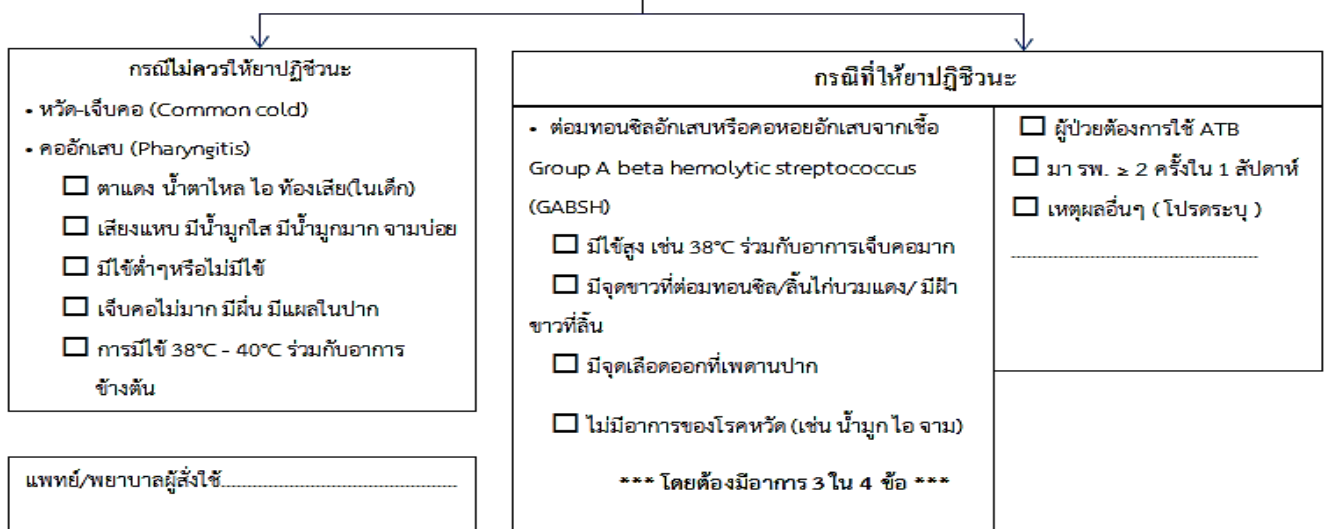 กรณีไม่ควรให้ยาปฏิชีวนะ
• หวัด-เจ็บคอ (Common cold)
• คออักเสบ (Pharyngitis)
☐ ตาแดง น้ำตาไหล ไอ ท้องเสีย(ในเด็ก)
☐ เสียงแหบ มีน้ำมูกใส มีน้ำมูกมาก จามบ่อย
☐ มีไข้ต่ำๆหรือไม่มีไข้
☐ เจ็บคอไม่มาก มีผื่น มีแผลในปาก
☐ การมีไข้ 38°C - 40°C ร่วมกับอาการ
ข้างต้น
แพทย์/พยาบาลผู้สั่งใช้............................................................
กรณีที่ให้ยาปฏิชีวนะ
• ต่อมทอนซิลอักเสบหรือคอหอยอักเสบจากเชื้อ
Group A beta hemolytic streptococcus
(GABSH)
☐ มีไข้สูง เช่น 38°C ร่วมกับอาการเจ็บคอมาก
☐ มีจุดขาวที่ต่อมทอนซิล/ลิ้นไก่บวมแดง/ มีฝ้า
ขาวที่ลิ้น
☐ มีจุดเลือดออกที่เพดานปาก
☐ ไม่มีอาการของโรคหวัด (เช่น น้ำมูก ไอ จาม)
*** โดยต้องมีอาการ 3 ใน 4 ข้อ ***
☐ ผู้ป่วยต้องการใช้ ATB
☐ มา รพ. ≥ 2 ครั้งใน 1 สัปดาห์
☐ เหตุผลอื่นๆ ( โปรดระบุ )
..............................................................